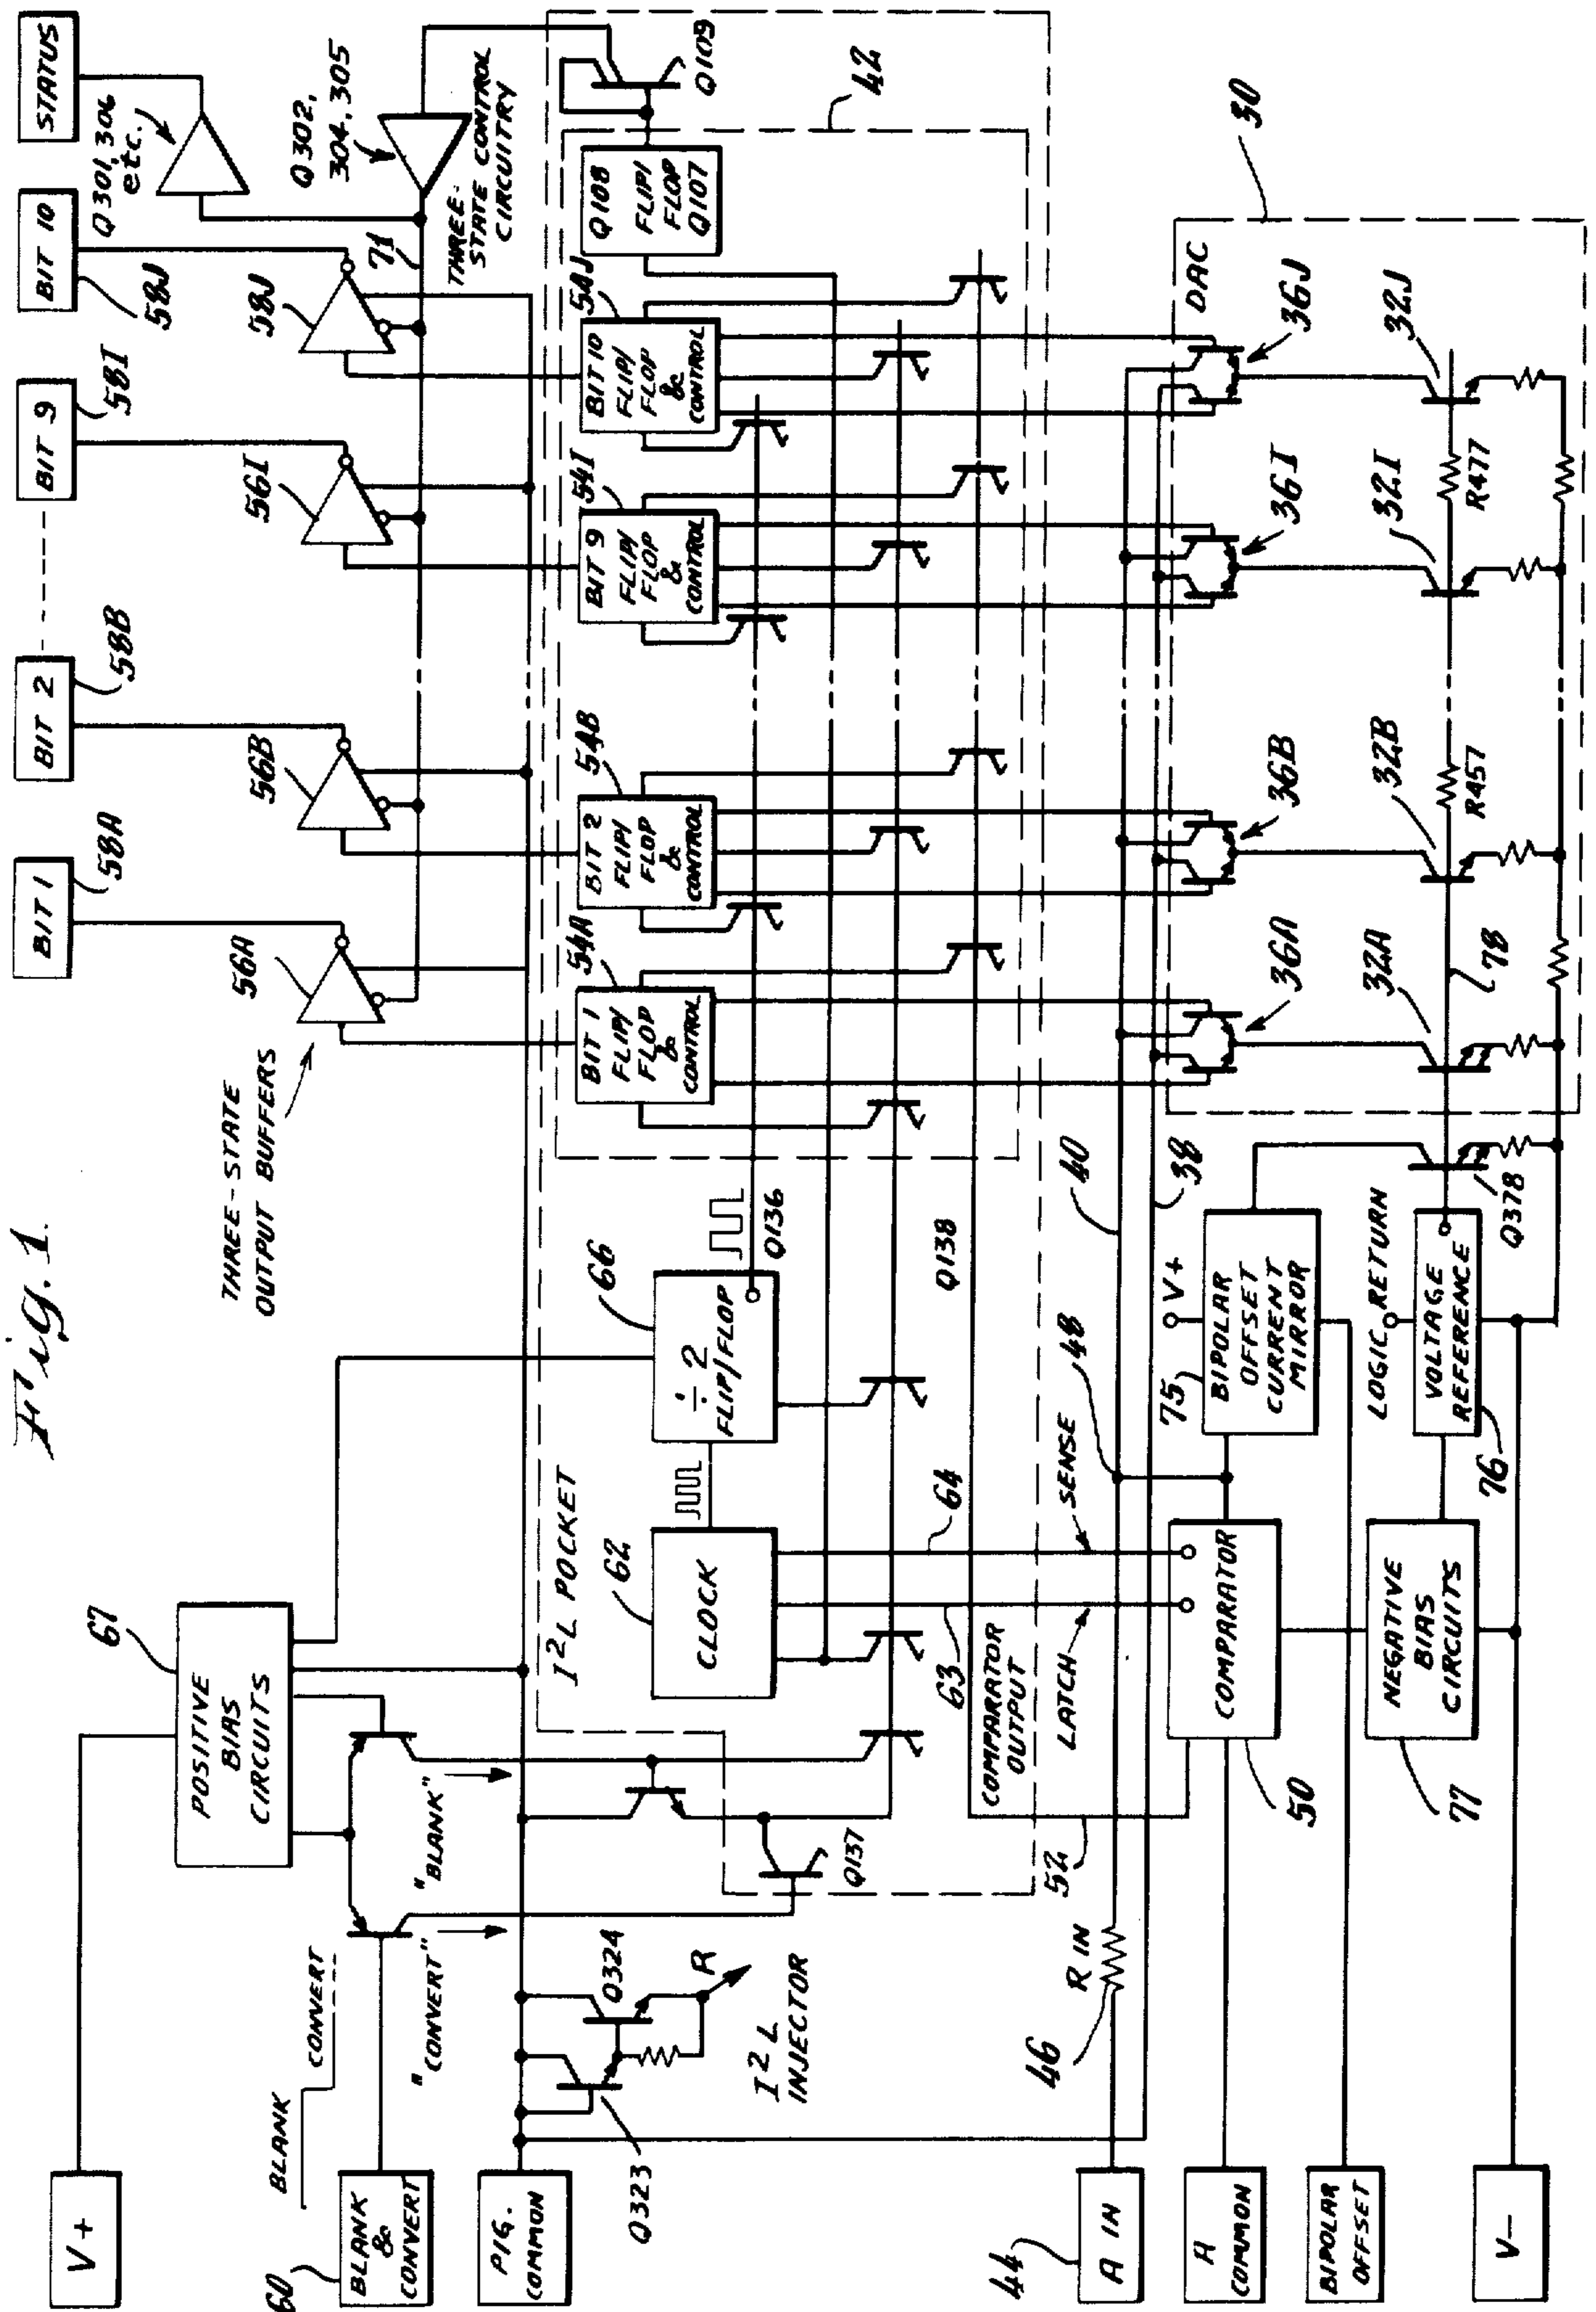 Fig. 1.
V+
60
BLANK
&
CONVERT
DIG.
COMMON
44
A IN
A
COMMON
BIPOLAR
OFFSET
V-
BLANK
CONVERT
"CONVERT"
"BLANK"
67
POSITIVE
BIAS
CIRCUITS
Q323
Q324
R
I²L
INJECTOR
Q137
I²L POCKET
62
CLOCK
66
÷ 2
FLIP/FLOP
Q136
Q138
63
64
COMPARATOR
OUTPUT
LATCH
SENSE
52
46
R IN
48
40
38
50
COMPARATOR
77
NEGATIVE
BIAS
CIRCUITS
75
V+
BIPOLAR
OFFSET
CURRENT
MIRROR
LOGIC RETURN
VOLTAGE
REFERENCE
76
Q378
THREE-STATE
OUTPUT BUFFERS
BIT 1
58A
BIT 2
58B
BIT 9
58I
BIT 10
58J
STATUS
56A
56B
56I
58J
71
Q301, 306
etc.
Q302,
304, 305
THREE-
STATE CONTROL
CIRCUITRY
54A
BIT 1
FLIP/
FLOP
&
CONTROL
54B
BIT 2
FLIP/
FLOP
&
CONTROL
54I
BIT 9
FLIP/
FLOP
&
CONTROL
54J
BIT 10
FLIP/
FLOP
&
CONTROL
Q108
FLIP/
FLOP
Q107
Q109
42
30
DAC
36A
36B
36I
36J
32A
32B
32I
32J
78
R457
R477